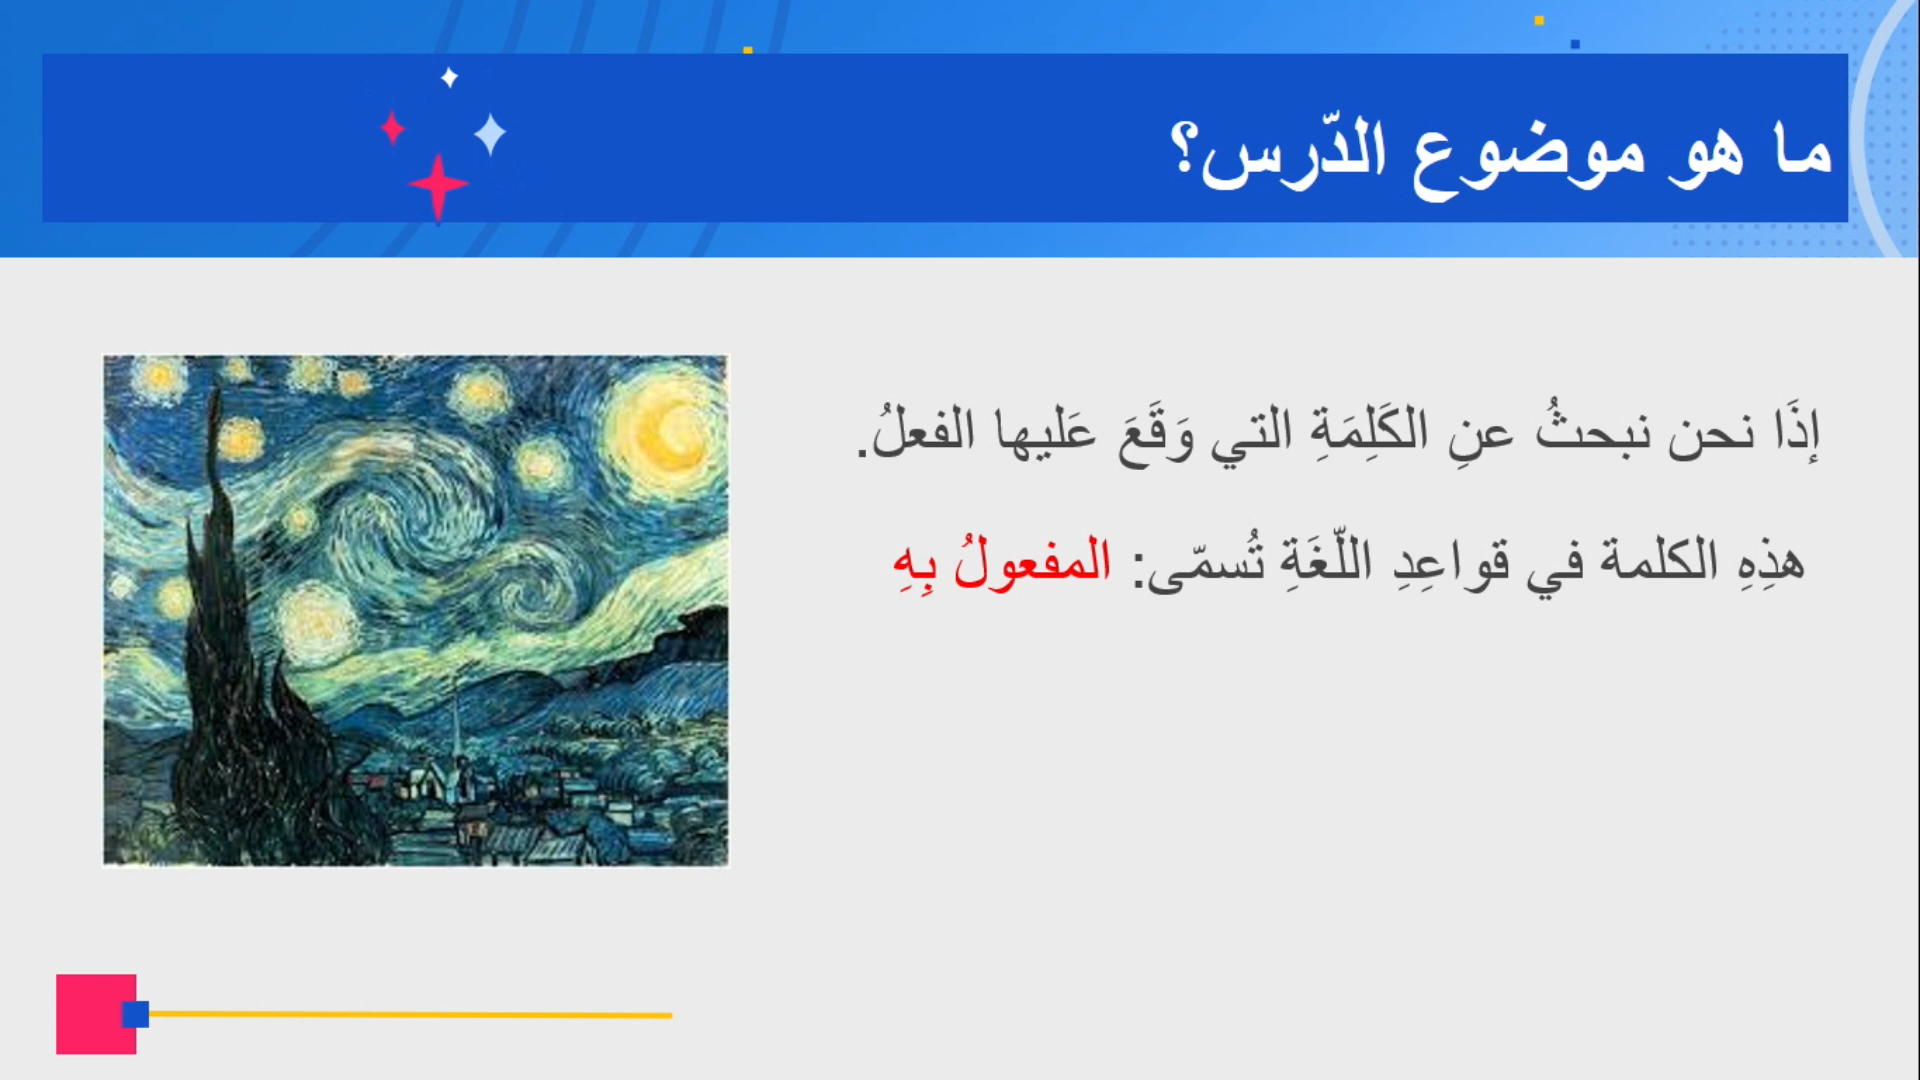 ما هو موضوع الدّرس؟
إذَا نحن نبحثُ عنِ الكَلِمَةِ التي وَقَعَ عَليها الفعلُ.
هذِهِ الكلمة في قواعِدِ اللّغَةِ تُسمّى: المفعولُ بِهِ